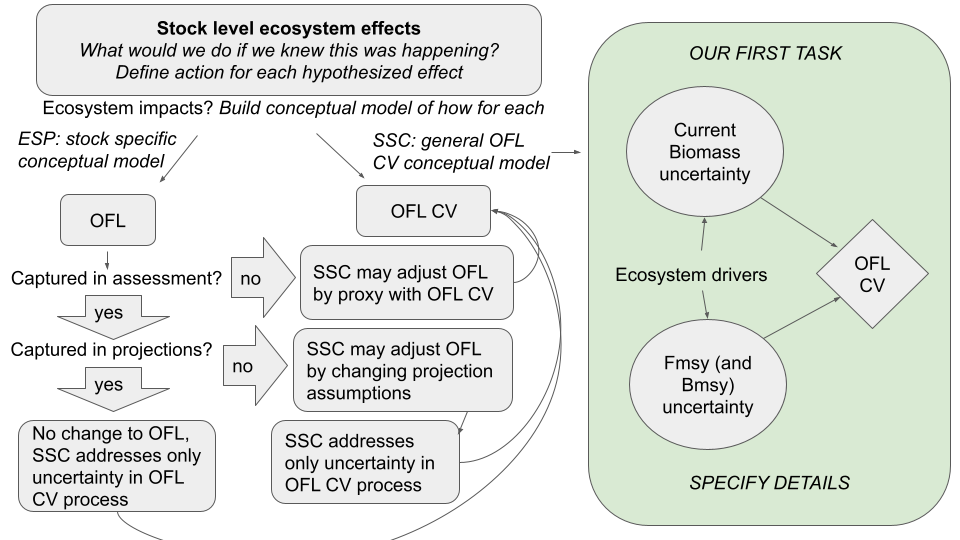 Stock level ecosystem effects
What would we do if we knew this was happening?
Define action for each hypothesized effect
Ecosystem impacts? Build conceptual model of how for each
ESP: stock specific
conceptual model
SSC: general OFL
CV conceptual model
OFL
OFL CV
Captured in assessment?
no
SSC may adjust OFL
by proxy with OFL CV
yes
Captured in projections?
no
SSC may adjust OFL
by changing projection
assumptions
yes
No change to OFL,
SSC addresses only
uncertainty in OFL
CV process
SSC addresses
only uncertainty in
OFL CV process
OUR FIRST TASK
Current
Biomass
uncertainty
Ecosystem drivers
OFL
CV
Fmsy (and
Bmsy)
uncertainty
SPECIFY DETAILS